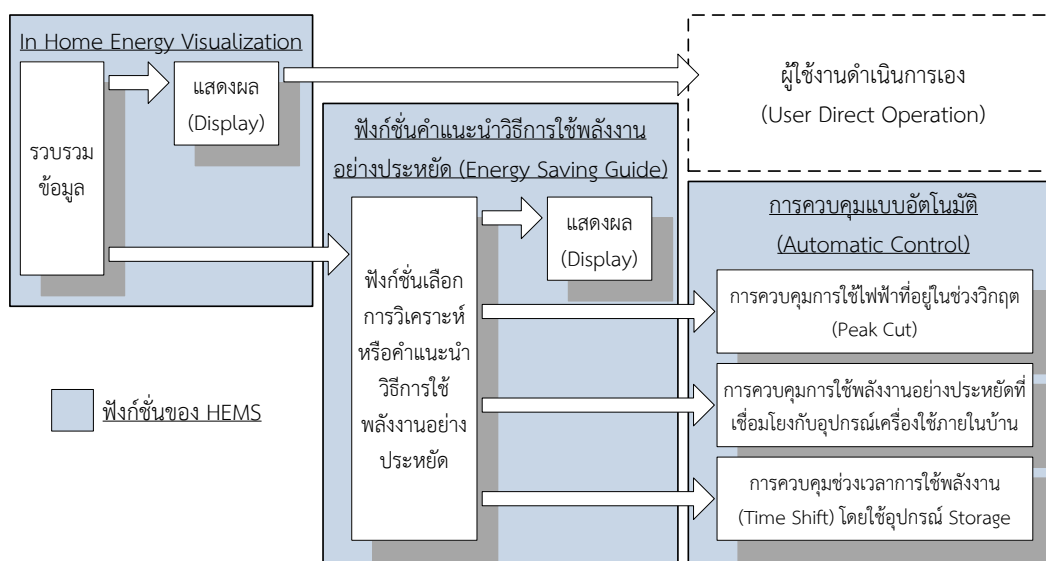 In Home Energy Visualization
รวบรวม
ข้อมูล
แสดงผล
(Display)
ผู้ใช้งานดำเนินการเอง
(User Direct Operation)
ฟังก์ชั่นคำแนะนำวิธีการใช้พลังงาน
อย่างประหยัด (Energy Saving Guide)
ฟังก์ชั่นเลือก
การวิเคราะห์
หรือคำแนะนำ
วิธีการใช้
พลังงานอย่าง
ประหยัด
แสดงผล
(Display)
การควบคุมแบบอัตโนมัติ
(Automatic Control)
การควบคุมการใช้ไฟฟ้าที่อยู่ในช่วงวิกฤต
(Peak Cut)
การควบคุมการใช้พลังงานอย่างประหยัดที่
เชื่อมโยงกับอุปกรณ์เครื่องใช้ภายในบ้าน
การควบคุมช่วงเวลาการใช้พลังงาน
(Time Shift) โดยใช้อุปกรณ์ Storage
ฟังก์ชั่นของ HEMS